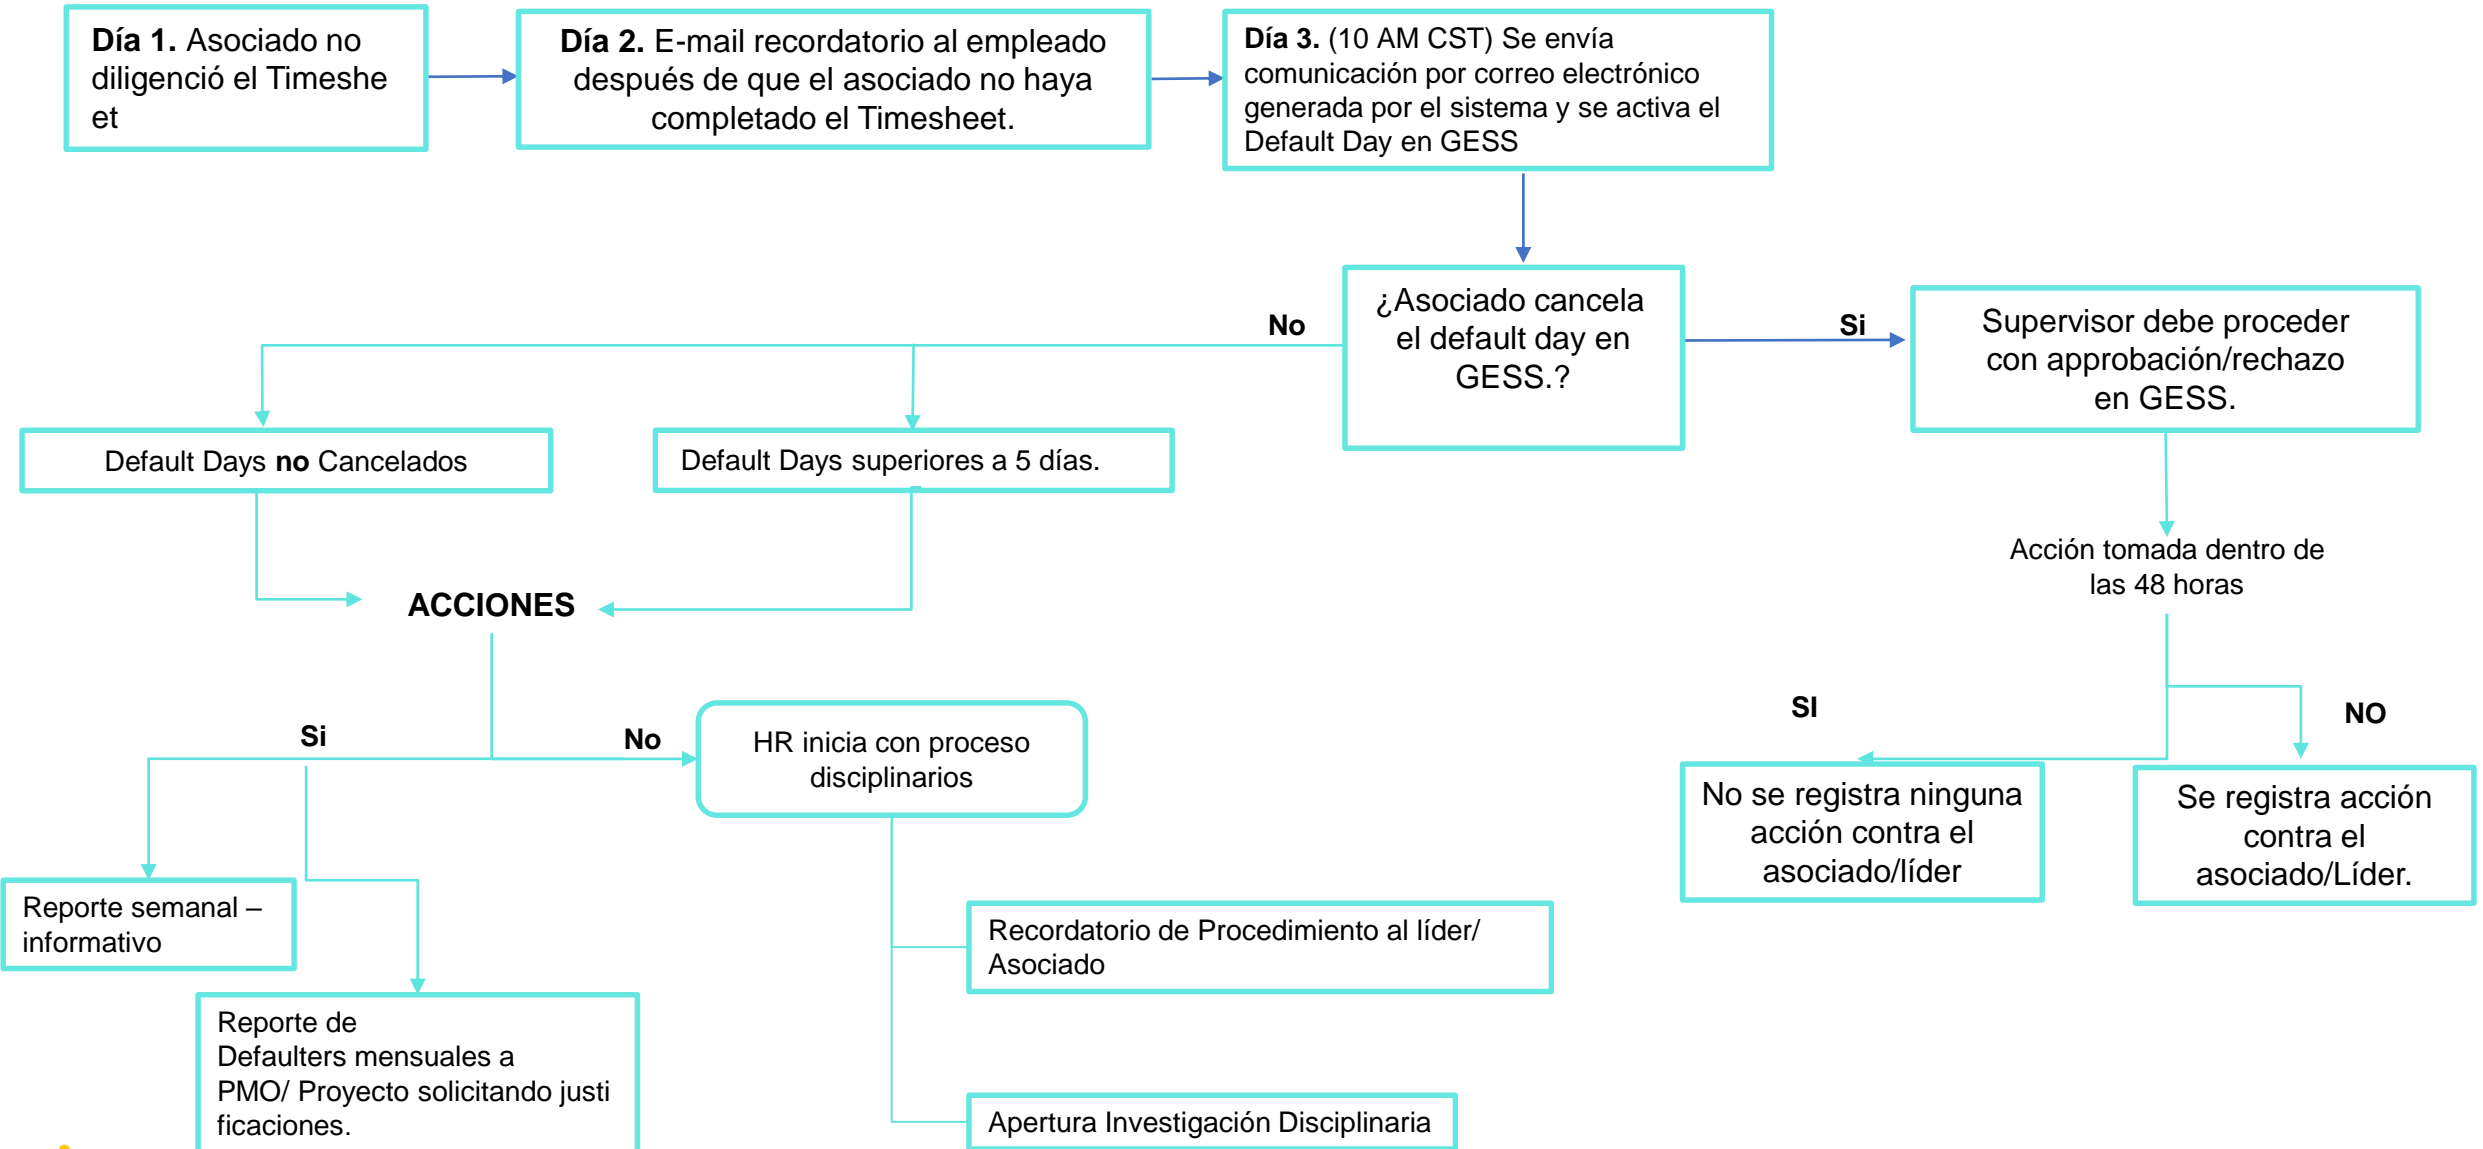 Día 1. Asociado no
diligenció el Timeshe
et
Día 2. E-mail recordatorio al empleado
después de que el asociado no haya
completado el Timesheet.
Día 3. (10 AM CST) Se envía
comunicación por correo electrónico
generada por el sistema y se activa el
Default Day en GESS
¿Asociado cancela
el default day en
GESS.?
No
Si
Supervisor debe proceder
con approbación/rechazo
en GESS.
Default Days no Cancelados
Default Days superiores a 5 días.
Acción tomada dentro de
las 48 horas
ACCIONES
SI
NO
Si
No
HR inicia con proceso
disciplinarios
No se registra ninguna
acción contra el
asociado/líder
Se registra acción
contra el
asociado/Líder.
Reporte semanal –
informativo
Recordatorio de Procedimiento al líder/
Asociado
Reporte de
Defaulters mensuales a
PMO/ Proyecto solicitando justi
ficaciones.
Apertura Investigación Disciplinaria